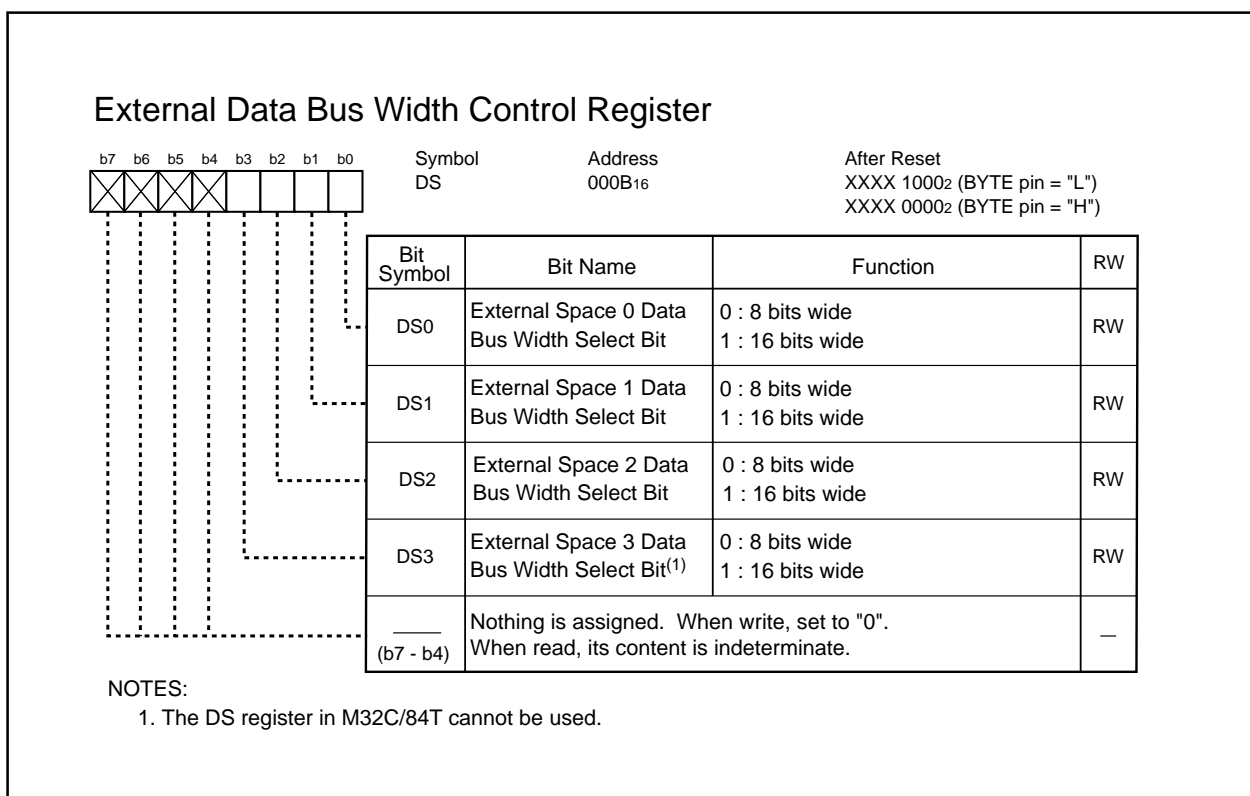 External Data Bus Width Control Register
b7 b6 b5 b4 b3 b2 b1 b0
Symbol Address After Reset
DS 000B16 XXXX 10002 (BYTE pin = "L")
XXXX 00002 (BYTE pin = "H")
Bit Symbol Bit Name Function RW
DS0 External Space 0 Data Bus Width Select Bit 0 : 8 bits wide RW
1 : 16 bits wide
DS1 External Space 1 Data Bus Width Select Bit 0 : 8 bits wide RW
1 : 16 bits wide
DS2 External Space 2 Data Bus Width Select Bit 0 : 8 bits wide RW
1 : 16 bits wide
DS3 External Space 3 Data Bus Width Select Bit(1) 0 : 8 bits wide RW
1 : 16 bits wide
(b7 - b4) Nothing is assigned. When write, set to "0". —
When read, its content is indeterminate.
NOTES:
1. The DS register in M32C/84T cannot be used.